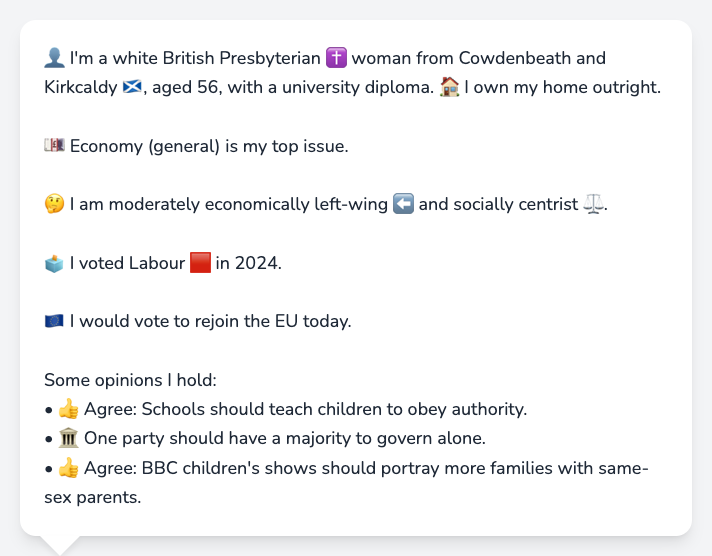 👤 I'm a white British Presbyterian ✝️ woman from Cowdenbeath and
Kirkcaldy 🏴󠁧󠁢󠁳󠁣󠁴󠁿, aged 56, with a university diploma. 🏠 I own my home outright.
💷 Economy (general) is my top issue.
🤔 I am moderately economically left-wing ⬅️ and socially centrist ⚖️.
🗳️ I voted Labour 🟥 in 2024.
🇪🇺 I would vote to rejoin the EU today.
Some opinions I hold:
• 👍 Agree: Schools should teach children to obey authority.
• 🏛️ One party should have a majority to govern alone.
• 👍 Agree: BBC children's shows should portray more families with same-
sex parents.